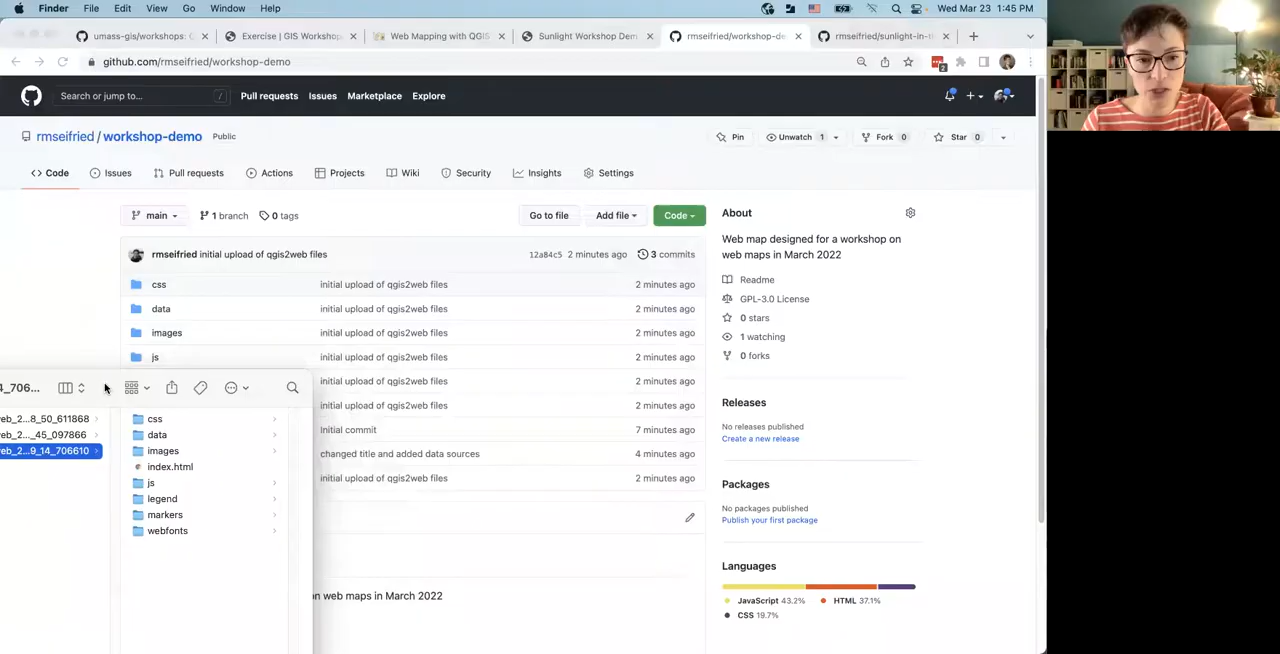 Finder File Edit View Go Window Help Wed Mar 23 1:45 PM
umass-gis/workshops: Exercise | GIS Workshop Web Mapping with QGIS Sunlight Workshop Dem rmseifried/workshop-de rmseifried/sunlight-in-t
github.com/rmseifried/workshop-demo 2
Search or jump to... / Pull requests Issues Marketplace Explore
rmseifried / workshop-demo Public Pin Unwatch 1 Fork 0 Star 0
Code Issues Pull requests Actions Projects Wiki Security Insights Settings
main 1 branch 0 tags Go to file Add file Code
rmseifried initial upload of qgis2web files 12a84c5 2 minutes ago 3 commits
css initial upload of qgis2web files 2 minutes ago
data initial upload of qgis2web files 2 minutes ago
images initial upload of qgis2web files 2 minutes ago
js initial upload of qgis2web files 2 minutes ago
initial upload of qgis2web files 2 minutes ago
initial upload of qgis2web files 2 minutes ago
Initial commit 7 minutes ago
changed title and added data sources 4 minutes ago
initial upload of qgis2web files 2 minutes ago
on web maps in March 2022
4_706...
eb_2...8_50_611868
eb_2..._45_097866
eb_2...9_14_706610
css
data
images
index.html
js
legend
markers
webfonts
About
Web map designed for a workshop on
web maps in March 2022
Readme
GPL-3.0 License
0 stars
1 watching
0 forks
Releases
No releases published
Create a new release
Packages
No packages published
Publish your first package
Languages
JavaScript 43.2% HTML 37.1%
CSS 19.7%